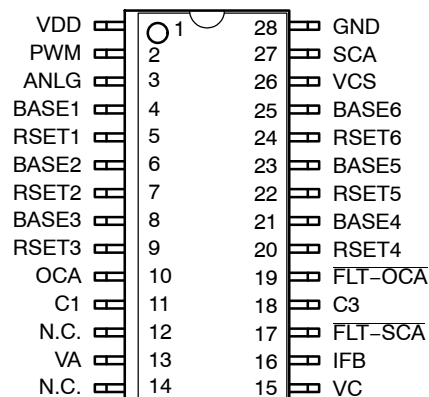 VDD 1 28 GND
PWM 2 27 SCA
ANLG 3 26 VCS
BASE1 4 25 BASE6
RSET1 5 24 RSET6
BASE2 6 23 BASE5
RSET2 7 22 RSET5
BASE3 8 21 BASE4
RSET3 9 20 RSET4
OCA 10 19 FLT−OCA
C1 11 18 C3
N.C. 12 17 FLT−SCA
VA 13 16 IFB
N.C. 14 15 VC